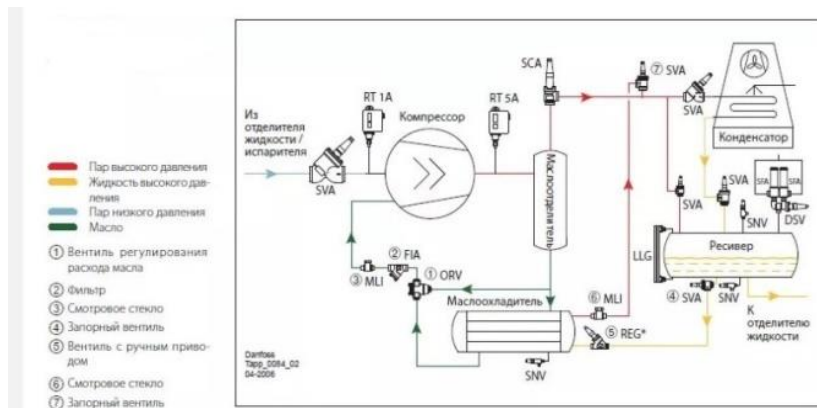 Пар высокого давления
Жидкость высокого дав-
ления
Пар низкого давления
Масло
① Вентиль регулирования
расхода масла
② Фильтр
③ Смотровое стекло
④ Запорный вентиль
⑤ Вентиль с ручным приво-
дом
⑥ Смотровое стекло
⑦ Запорный вентиль
SCA
⑦ SVA
RT 1A
RT 5A
Компрессор
SVA
Конденсатор
Из
отделителя
жидкости /
испарителя
SVA
Маслоотделитель
SFA
SFA
SVA
SVA
SNV
DSV
LLG
Ресивер
② FIA
③ MLI
① ORV
Маслоохладитель
⑥ MLI
④ SVA
SNV
⑤ REG*
К
отделителю
жидкости
SNV
Danfoss
Tapp_0084_02
04-2006